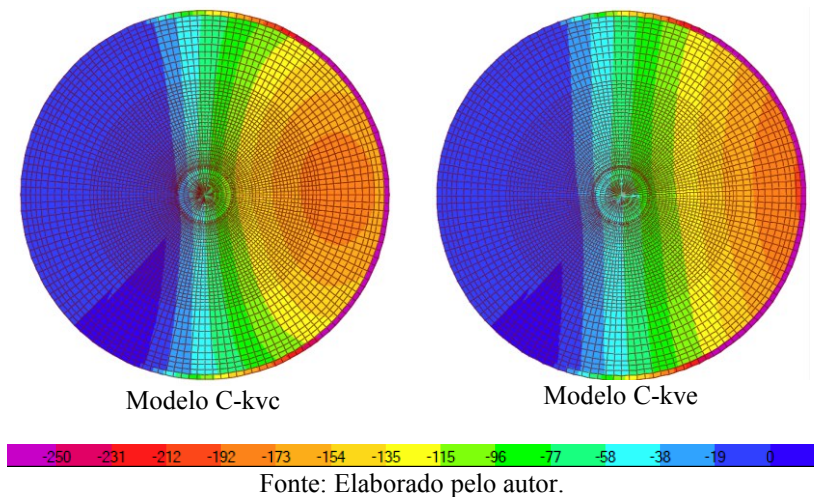 Modelo C-kvc
Modelo C-kve
-250 -231 -212 -192 -173 -154 -135 -115 -96 -77 -58 -38 -19 0
Fonte: Elaborado pelo autor.